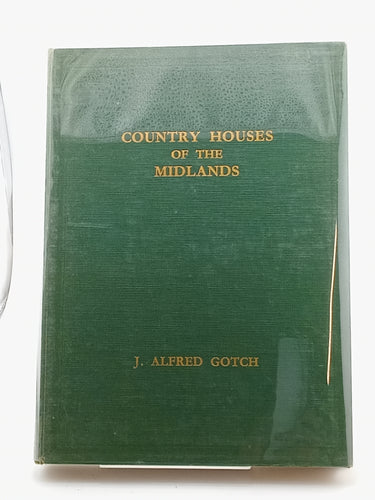 COUNTRY HOUSES
OF THE
MIDLANDS
J. ALFRED GOTCH